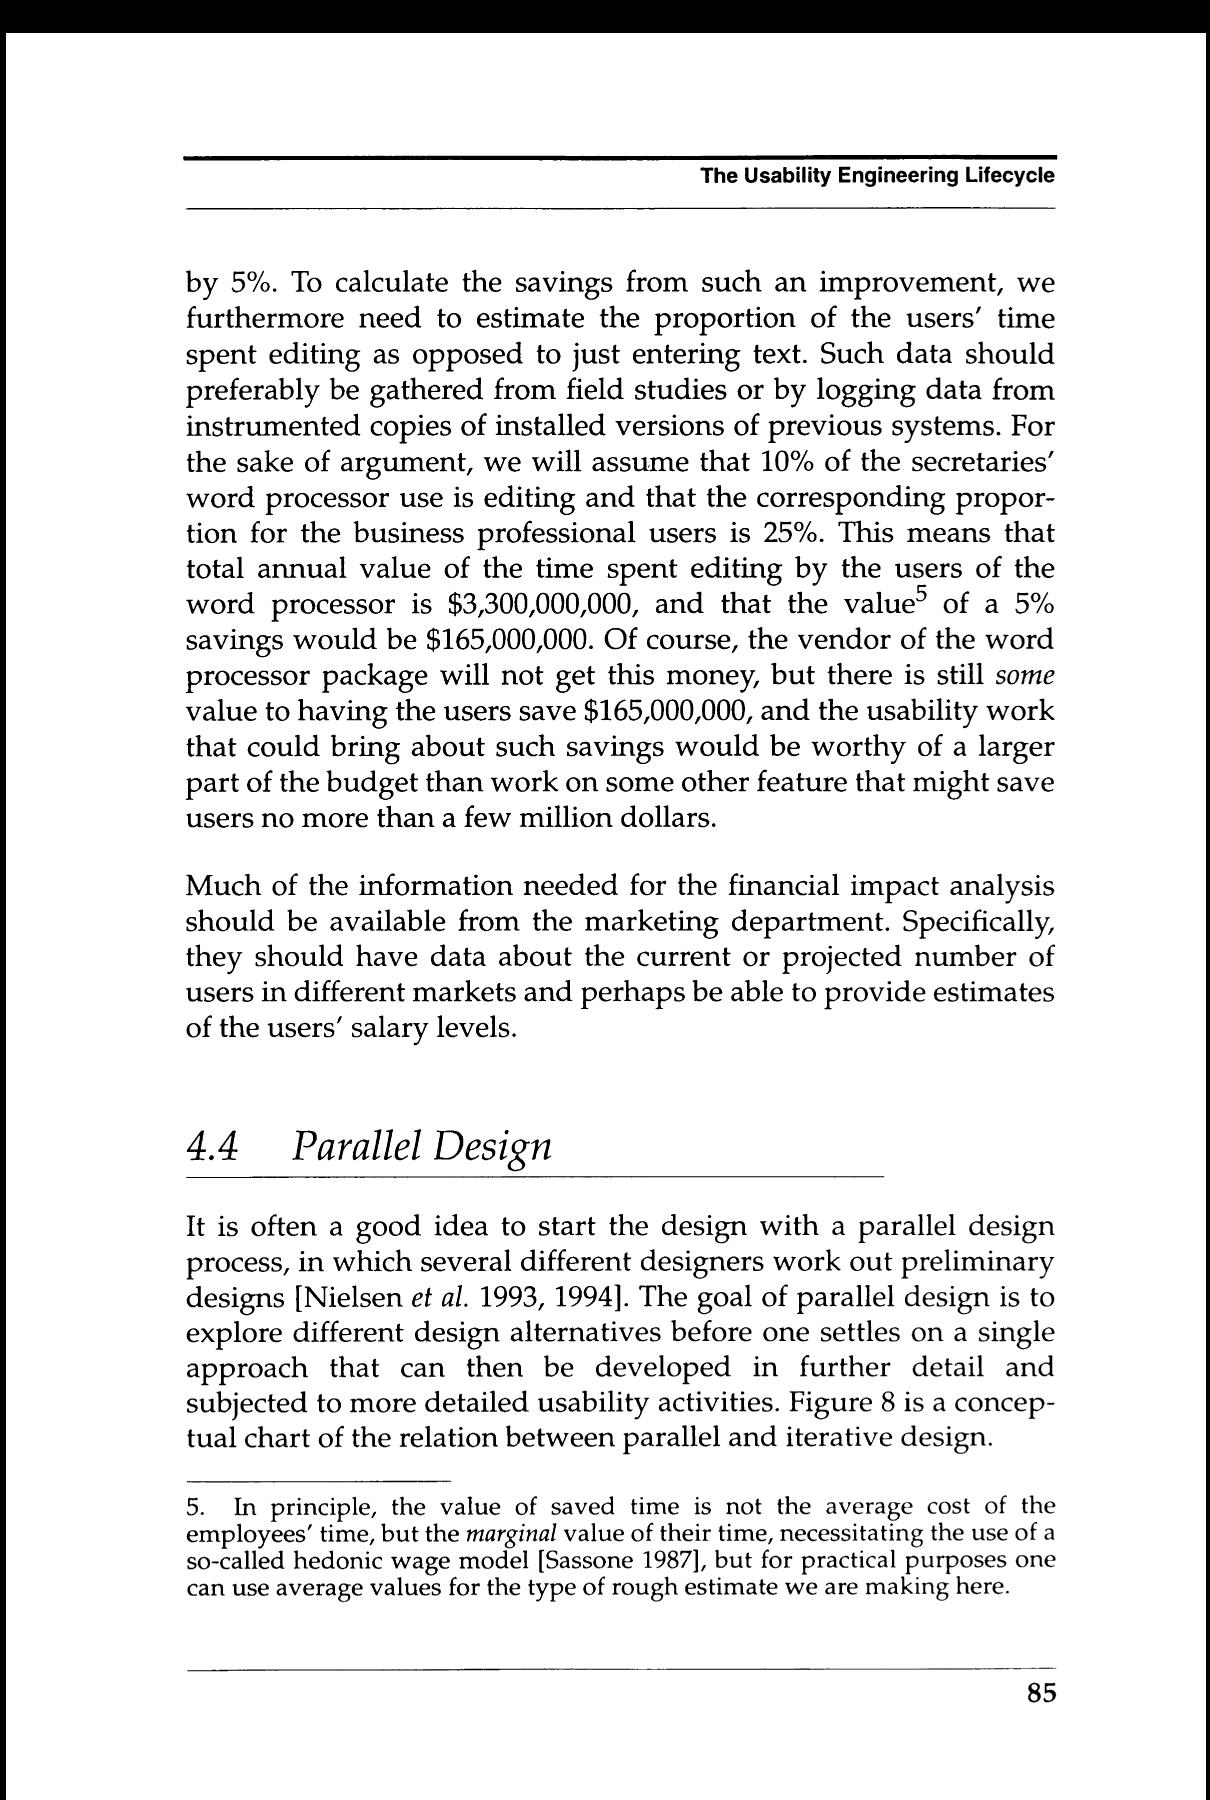 The Usability Engineering Lifecycle
by 5%. To calculate the savings from such an improvement, we
furthermore need to estimate the proportion of the users' time
spent editing as opposed to just entering text. Such data should
preferably be gathered from field studies or by logging data from
instrumented copies of installed versions of previous systems. For
the sake of argument, we will assume that 10% of the secretaries'
word processor use is editing and that the corresponding propor-
tion for the business professional users is 25%. This means that
total annual value of the time spent editing by the users of the
word processor is $3,300,000,000, and that the value5 of a 5%
savings would be $165,000,000. Of course, the vendor of the word
processor package will not get this money, but there is still some
value to having the users save $165,000,000, and the usability work
that could bring about such savings would be worthy of a larger
part of the budget than work on some other feature that might save
users no more than a few million dollars.
Much of the information needed for the financial impact analysis
should be available from the marketing department. Specifically,
they should have data about the current or projected number of
users in different markets and perhaps be able to provide estimates
of the users' salary levels.
4.4 Parallel Design
It is often a good idea to start the design with a parallel design
process, in which several different designers work out preliminary
designs [Nielsen et al. 1993, 1994]. The goal of parallel design is to
explore different design alternatives before one settles on a single
approach that can then be developed in further detail and
subjected to more detailed usability activities. Figure 8 is a concep-
tual chart of the relation between parallel and iterative design.
5. In principle, the value of saved time is not the average cost of the
employees' time, but the marginal value of their time, necessitating the use of a
so-called hedonic wage model [Sassone 1987], but for practical purposes one
can use average values for the type of rough estimate we are making here.
85